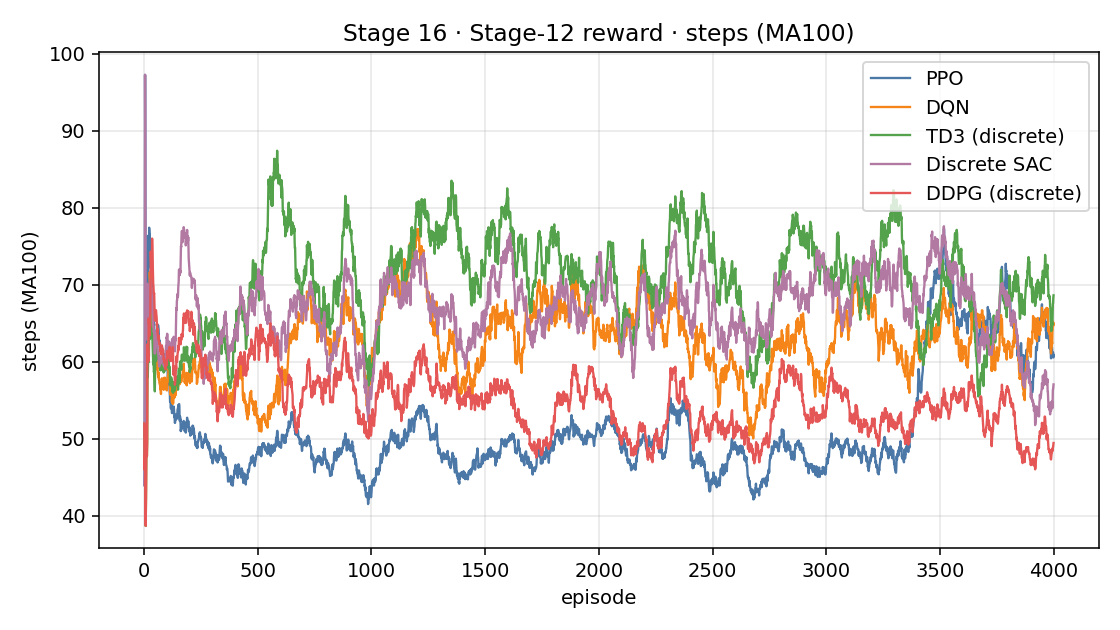 Stage 16 · Stage-12 reward · steps (MA100)
100
90
80
70
60
50
40
steps (MA100)
PPO
DQN
TD3 (discrete)
Discrete SAC
DDPG (discrete)
0
500
1000
1500
2000
2500
3000
3500
4000
episode